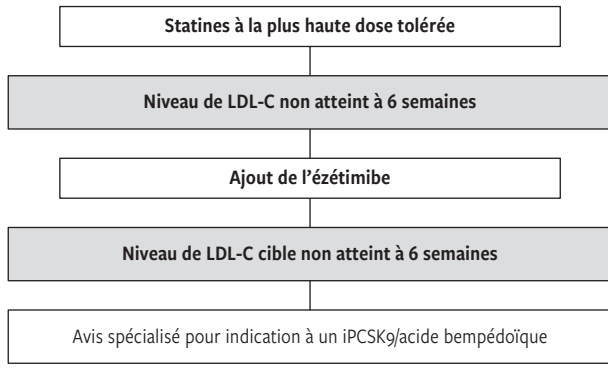 Statines à la plus haute dose tolérée
Niveau de LDL-C non atteint à 6 semaines
Ajout de l’ézétimibe
Niveau de LDL-C cible non atteint à 6 semaines
Avis spécialisé pour indication à un iPCSK9/acide bempédoïque